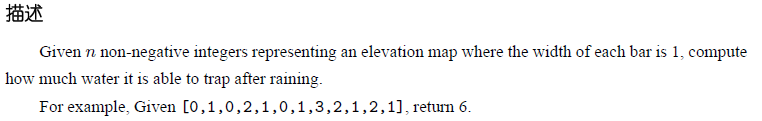 描述
Given n non-negative integers representing an elevation map where the width of each bar is 1, compute
how much water it is able to trap after raining.
For example, Given [0,1,0,2,1,0,1,3,2,1,2,1], return 6.